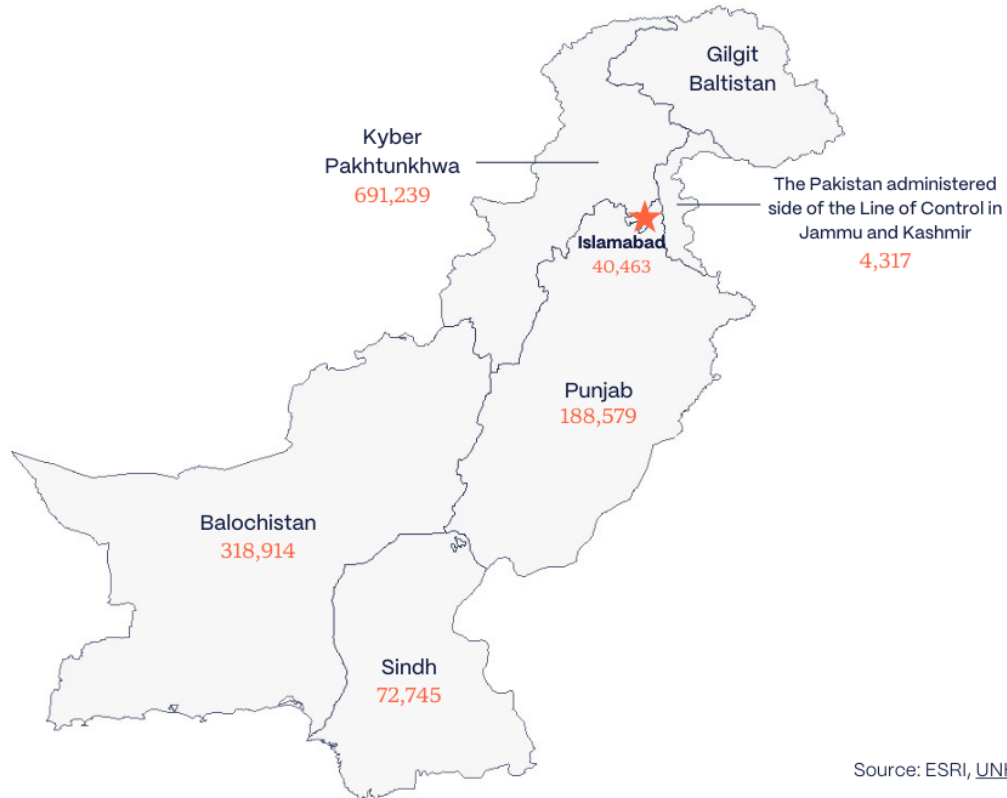 Gilgit
Baltistan
Kyber
Pakhtunkhwa
691,239
The Pakistan administered
side of the Line of Control in
Jammu and Kashmir
4,317
Islamabad
40,463
Punjab
188,579
Balochistan
318,914
Sindh
72,745
Source: ESRI,